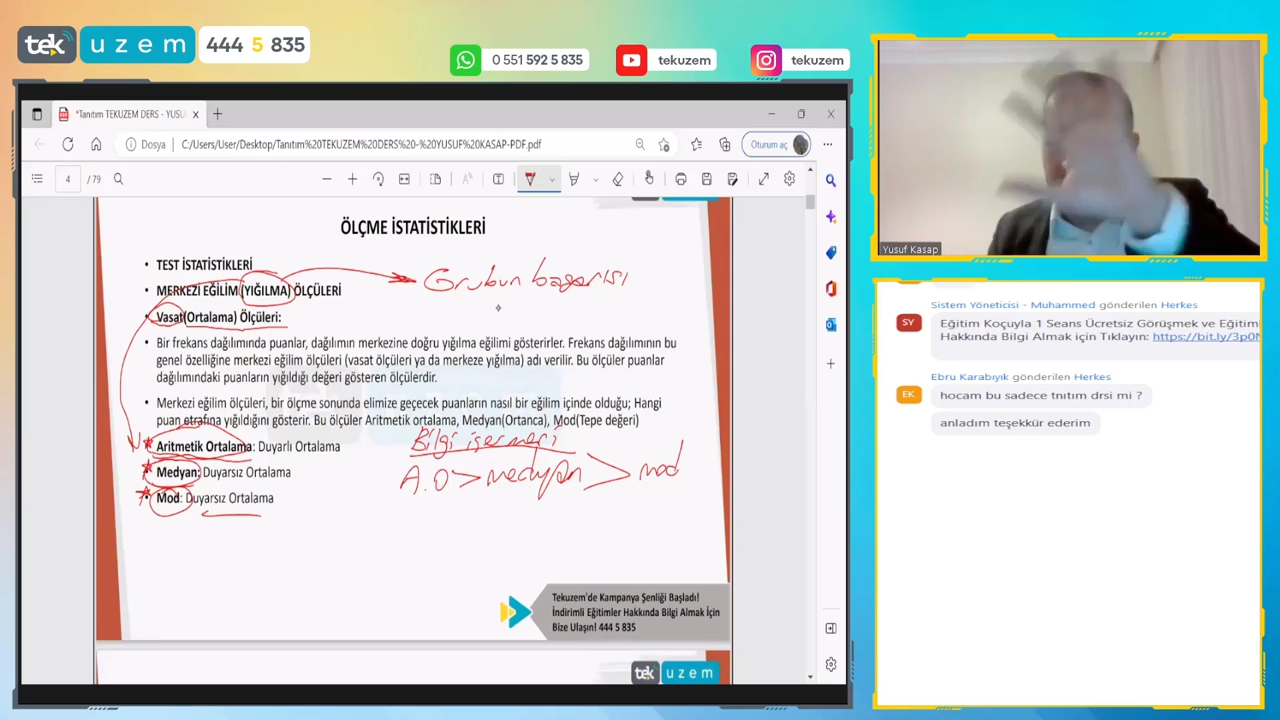 tek uzem 444 5 835
0 551 592 5 835 tekuzem tekuzem
*Tanıtım TEKUZEM DERS - YUSU
Dosya C:/Users/User/Desktop/Tanıtım%20TEKUZEM%20DERS%20-%20YUSUF%20KASAP-PDF.pdf Oturum aç
4 /79
ÖLÇME İSTATİSTİKLERİ
• TEST İSTATİSTİKLERİ
• MERKEZİ EĞİLİM (YIĞILMA) ÖLÇÜLERİ
Grubun başarısı
• Vasat(Ortalama) Ölçüleri:
Bir frekans dağılımında puanlar, dağılımın merkezine doğru yığılma eğilimi gösterirler. Frekans dağılımının bu
genel özelliğine merkezi eğilim ölçüleri (vasat ölçüleri ya da merkeze yığılma) adı verilir. Bu ölçüler puanlar
dağılımındaki puanların yığıldığı değeri gösteren ölçülerdir.
• Merkezi eğilim ölçüleri, bir ölçme sonunda elimize geçecek puanların nasıl bir eğilim içinde olduğu; Hangi
puan etrafına yığıldığını gösterir. Bu ölçüler Aritmetik ortalama, Medyan(Ortanca), Mod(Tepe değeri)
• Aritmetik Ortalama: Duyarlı Ortalama
• Medyan: Duyarsız Ortalama
• Mod: Duyarsız Ortalama
Bilgi içermesi
A.O > medyan > mod
Tekuzem'de Kampanya Şenliği Başladı!
İndirimli Eğitimler Hakkında Bilgi Almak İçin
Bize Ulaşın! 444 5 835
tek uzem
Yusuf Kasap
Sistem Yöneticisi - Muhammed gönderilen Herkes
SY
Eğitim Koçuyla 1 Seans Ücretsiz Görüşmek ve Eğitim
Hakkında Bilgi Almak için Tıklayın: https://bit.ly/3p0
Ebru Karabıyık gönderilen Herkes
EK
hocam bu sadece tnıtım drsi mi ?
anladım teşekkür ederim